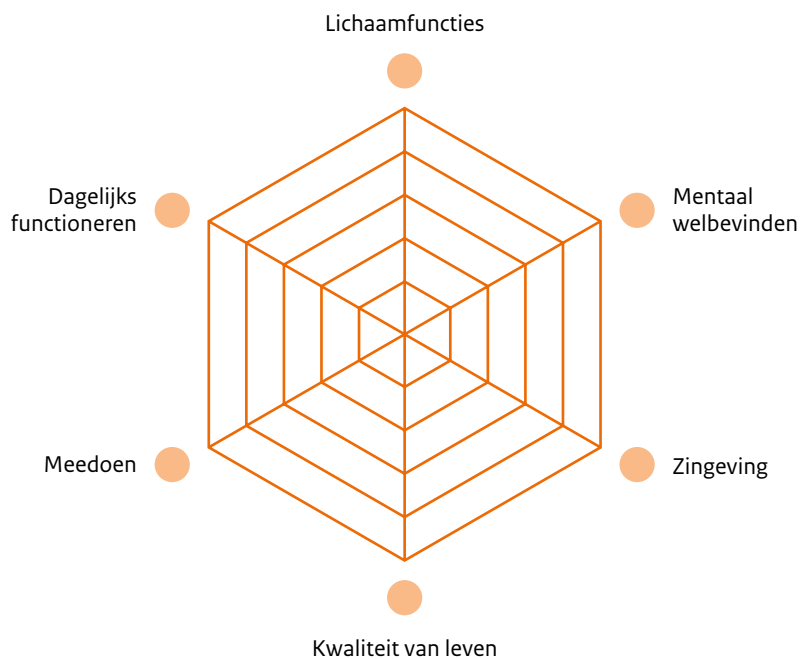 Lichaamfuncties
Dagelijks
functioneren
Mentaal
welbevinden
Meedoen
Zingeving
Kwaliteit van leven